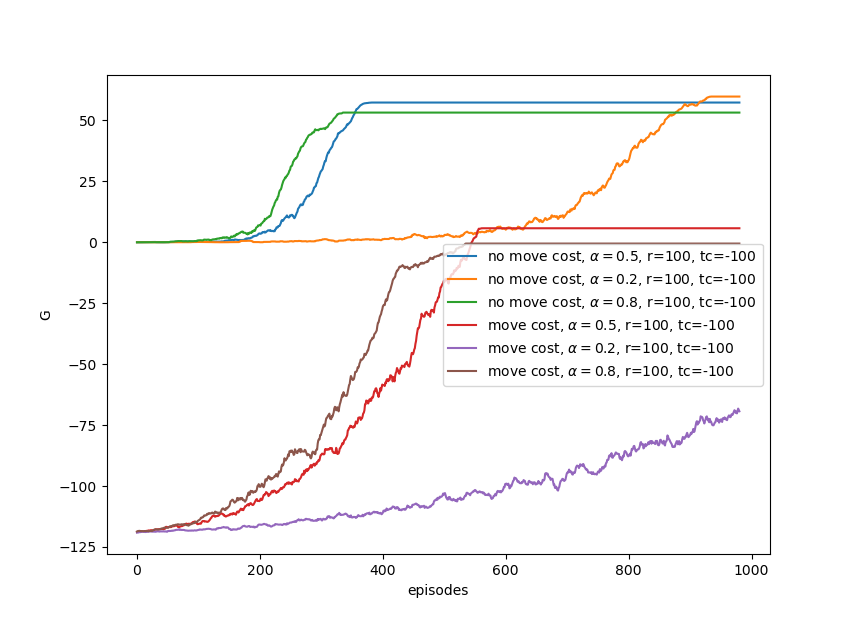 50
25
0
−25
−50
−75
−100
−125
G
no move cost, α = 0.5, r=100, tc=-100
no move cost, α = 0.2, r=100, tc=-100
no move cost, α = 0.8, r=100, tc=-100
move cost, α = 0.5, r=100, tc=-100
move cost, α = 0.2, r=100, tc=-100
move cost, α = 0.8, r=100, tc=-100
0 200 400 600 800 1000
episodes